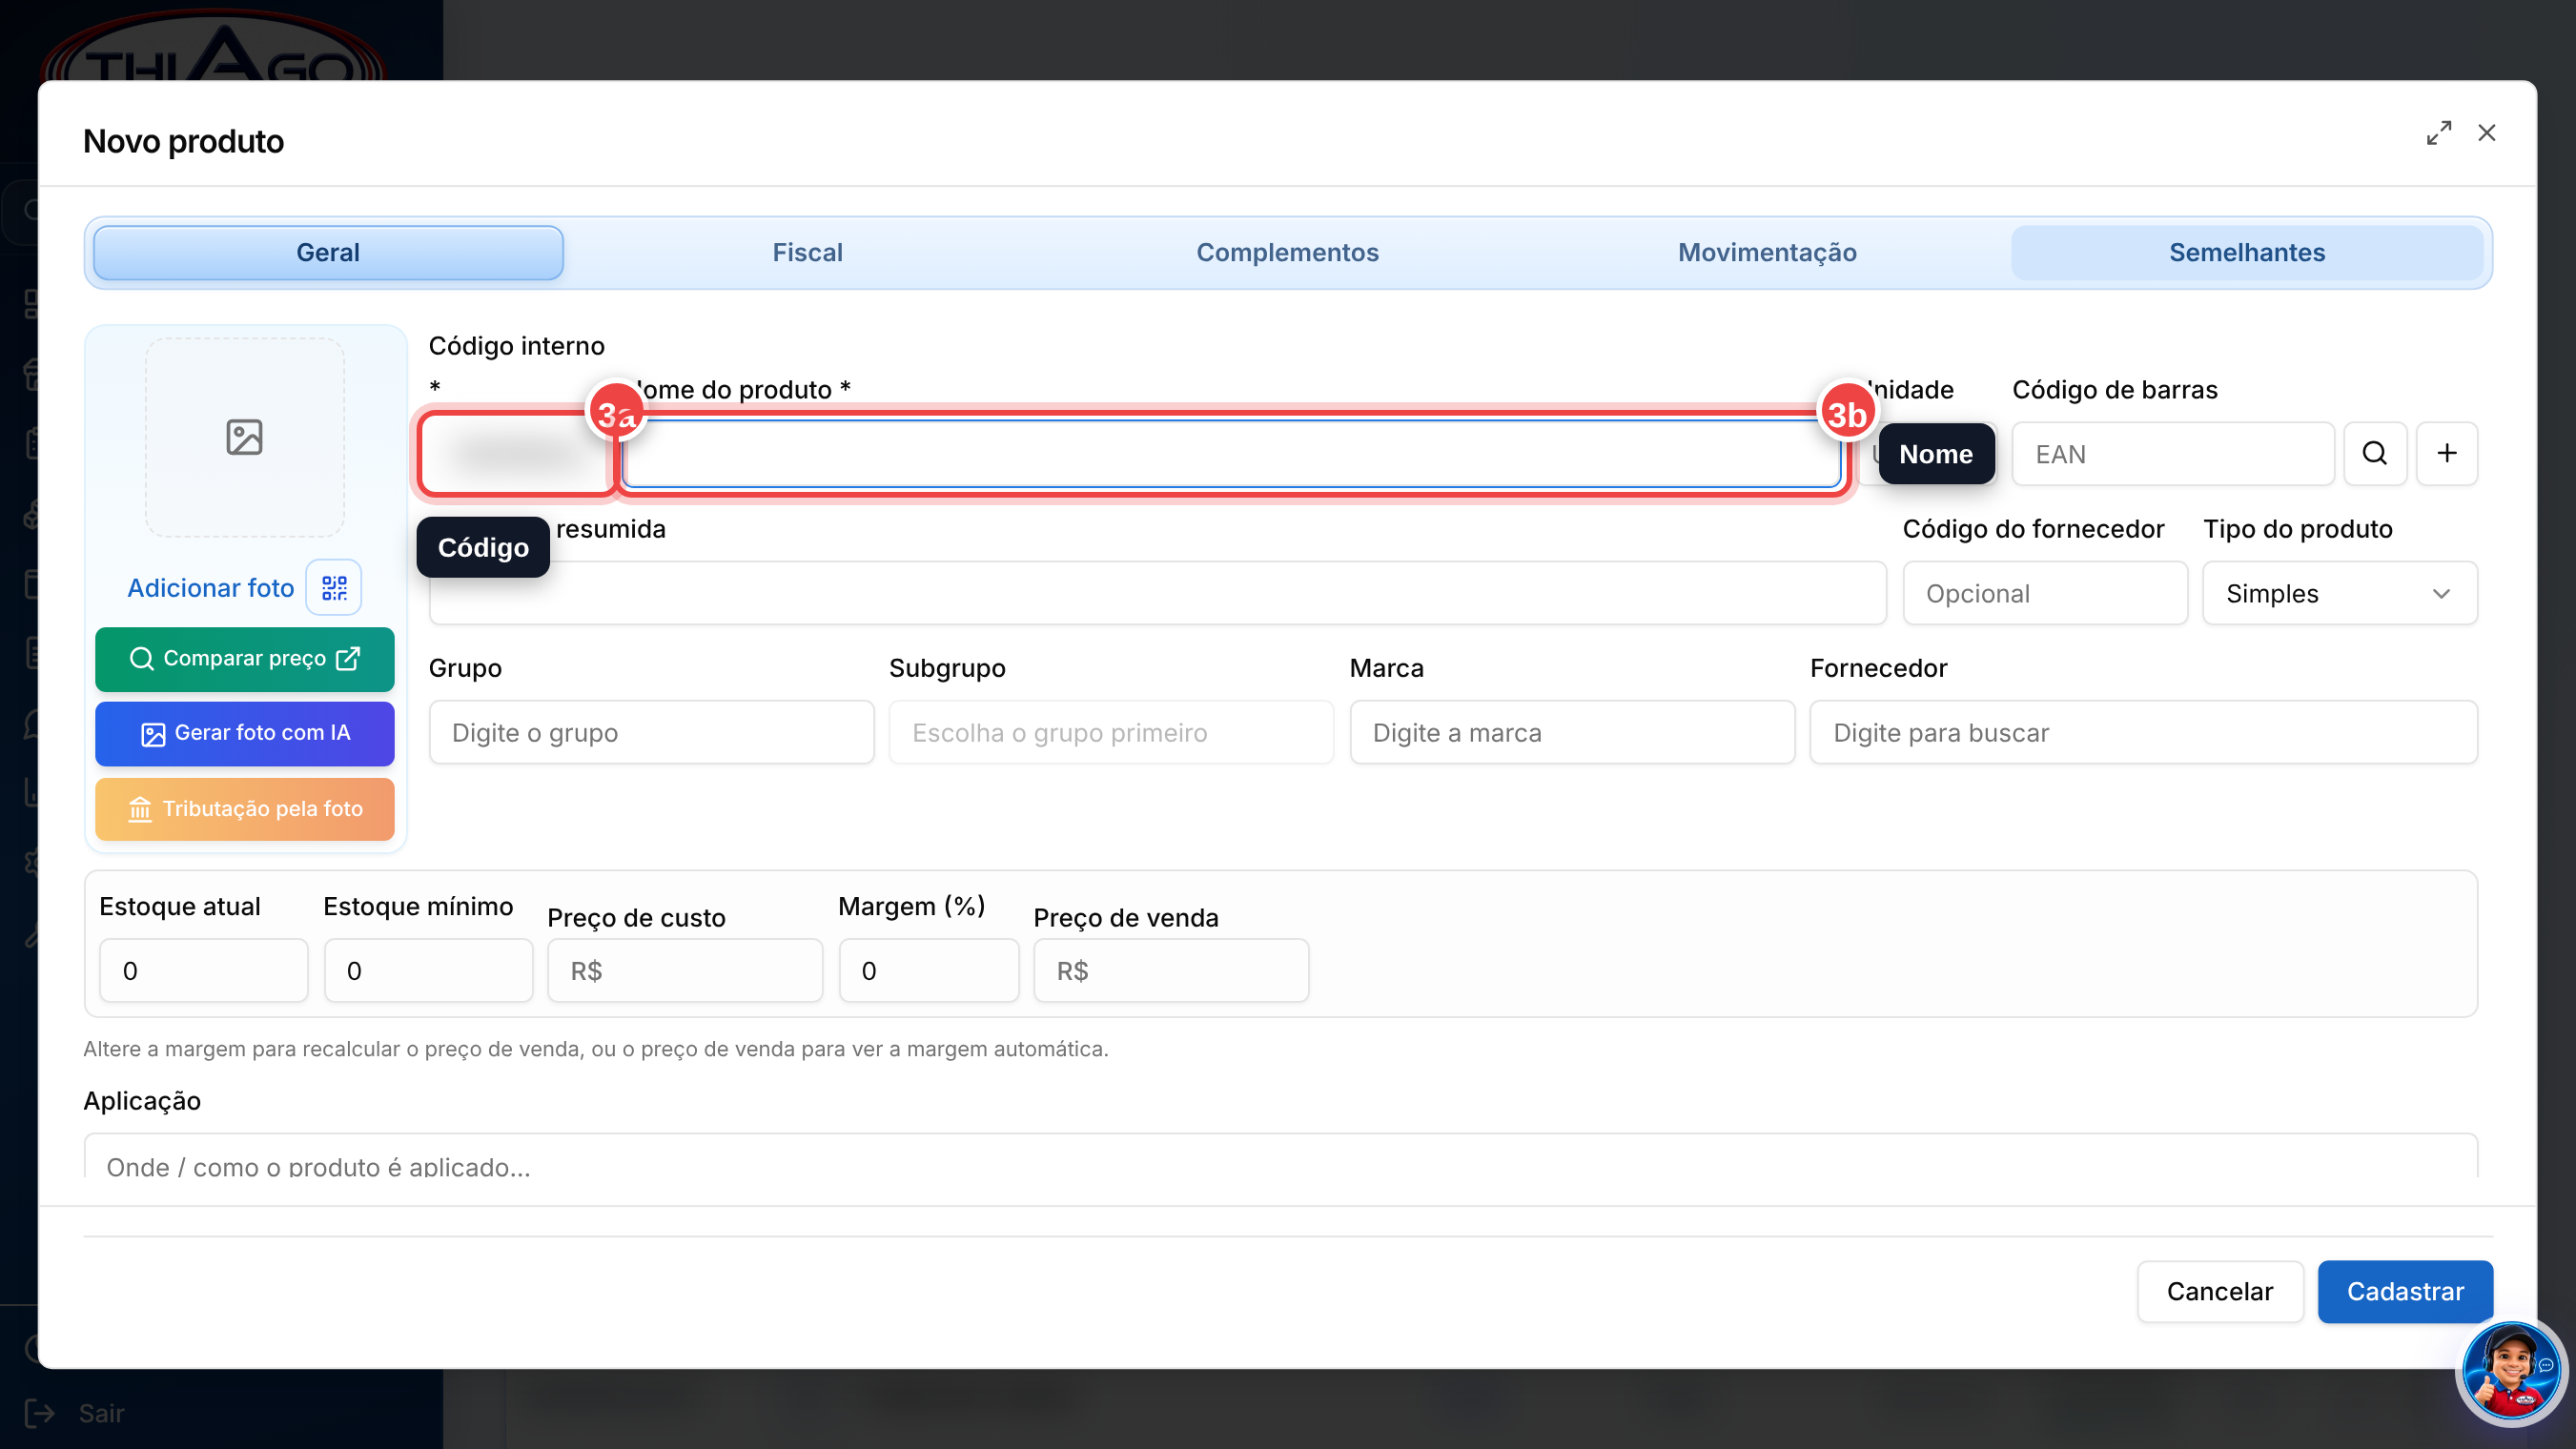 THIAGO
Novo produto
Geral
Fiscal
Complementos
Movimentação
Semelhantes
Código interno
*
ome do produto *
nidade
Código de barras
3a
3b
Nome
EAN
Código
resumida
Código do fornecedor
Tipo do produto
Opcional
Simples
Adicionar foto
Comparar preço
Gerar foto com IA
Tributação pela foto
Grupo
Subgrupo
Marca
Fornecedor
Digite o grupo
Escolha o grupo primeiro
Digite a marca
Digite para buscar
Estoque atual
Estoque mínimo
Preço de custo
Margem (%)
Preço de venda
0
0
R$
0
R$
Altere a margem para recalcular o preço de venda, ou o preço de venda para ver a margem automática.
Aplicação
Onde / como o produto é aplicado...
Cancelar
Cadastrar
Sair